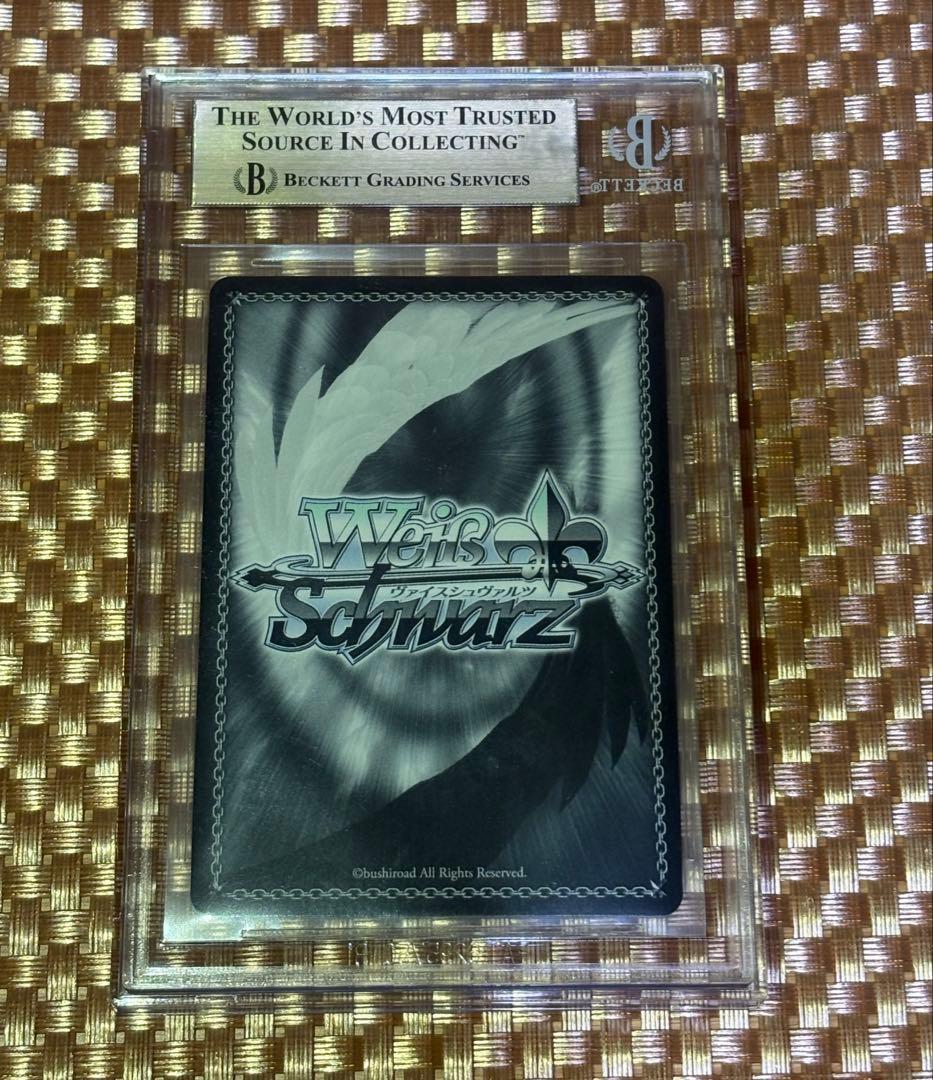 THE WORLD'S MOST TRUSTED
SOURCE IN COLLECTING™
B BECKETT GRADING SERVICES
B
BECKETT®
Weiß
ヴァイスシュヴァルツ
Schwarz
©bushiroad All Rights Reserved.